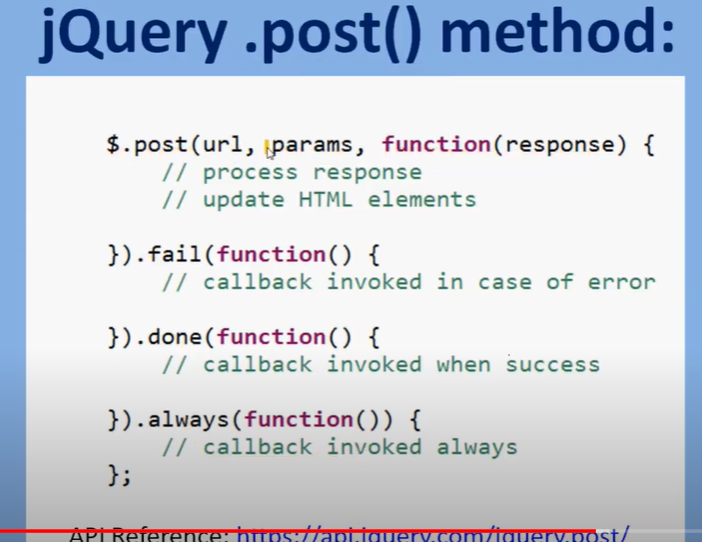 jQuery .post() method:
$.post(url, params, function(response) {
// process response
// update HTML elements
}).fail(function() {
// callback invoked in case of error
}).done(function() {
// callback invoked when success
}).always(function()) {
// callback invoked always
};
API Reference: https://api.jquery.com/jquery.post/